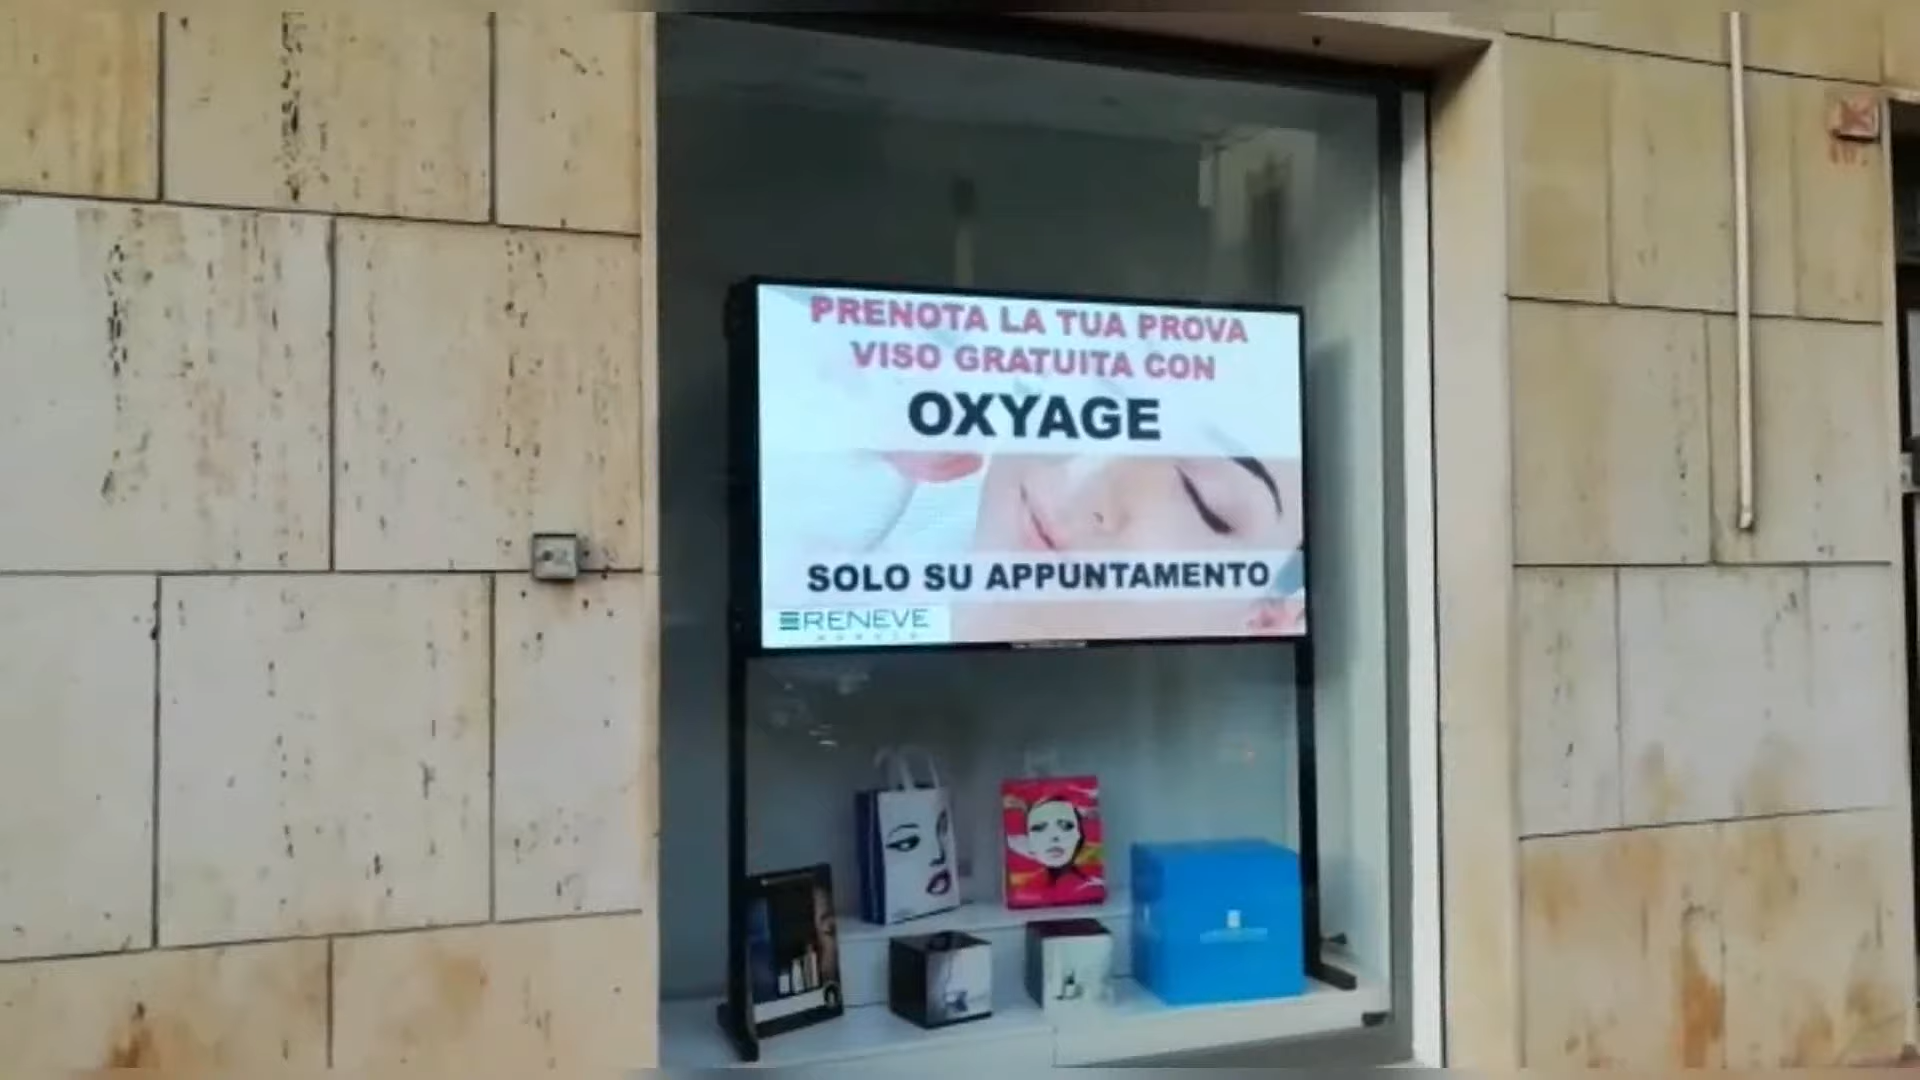 PRENOTA LA TUA PROVA
VISO GRATUITA CON
OXYAGE
SOLO SU APPUNTAMENTO
RENEVE